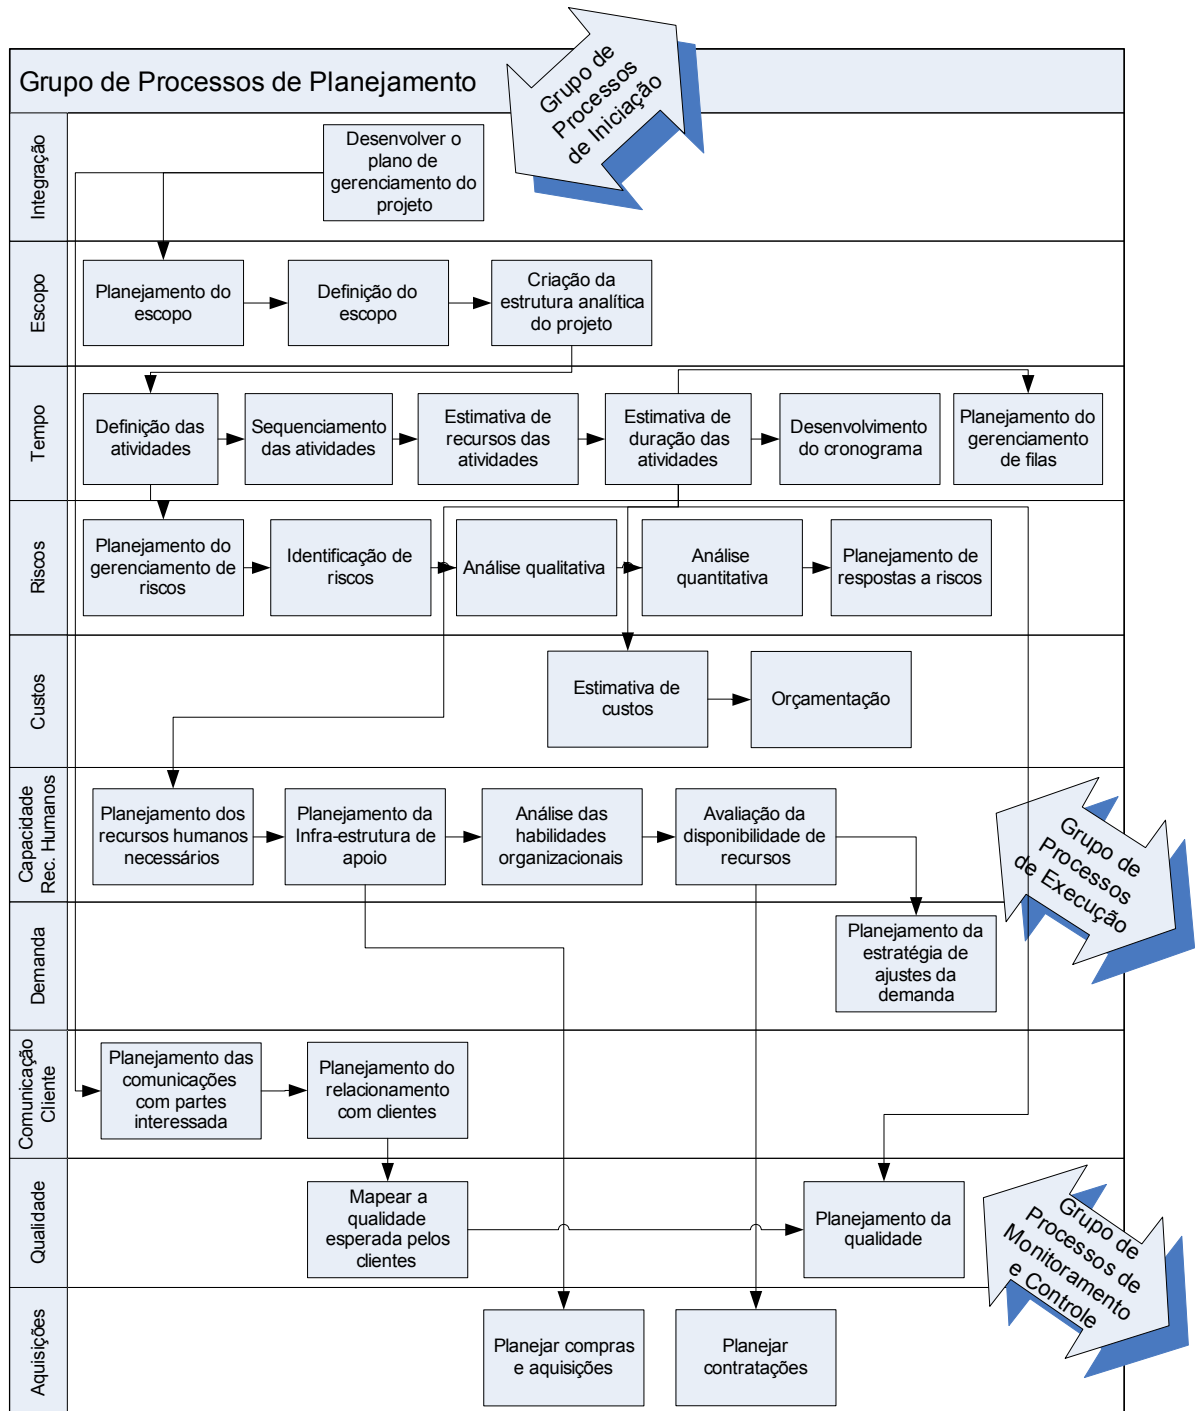 Grupo de Processos de Planejamento
Grupo de
Processos
de Iniciação
Integração
Desenvolver o
plano de
gerenciamento do
projeto
Escopo
Planejamento do
escopo
Definição do
escopo
Criação da
estrutura analítica
do projeto
Tempo
Definição das
atividades
Sequenciamento
das atividades
Estimativa de
recursos das
atividades
Estimativa de
duração das
atividades
Desenvolvimento
do cronograma
Planejamento do
gerenciamento
de filas
Riscos
Planejamento do
gerenciamento de
riscos
Identificação de
riscos
Análise qualitativa
Análise
quantitativa
Planejamento de
respostas a riscos
Custos
Estimativa de
custos
Orçamentação
Capacidade
Rec. Humanos
Planejamento dos
recursos humanos
necessários
Planejamento da
Infra-estrutura de
apoio
Análise das
habilidades
organizacionais
Avaliação da
disponibilidade de
recursos
Grupo de
Processos
de Execução
Demanda
Planejamento da
estratégia de
ajustes da
demanda
Comunicação
Cliente
Planejamento das
comunicações
com partes
interessada
Planejamento do
relacionamento
com clientes
Qualidade
Mapear a
qualidade
esperada pelos
clientes
Planejamento da
qualidade
Grupo de
Processos de
Monitoramento
e Controle
Aquisições
Planejar compras
e aquisições
Planejar
contratações